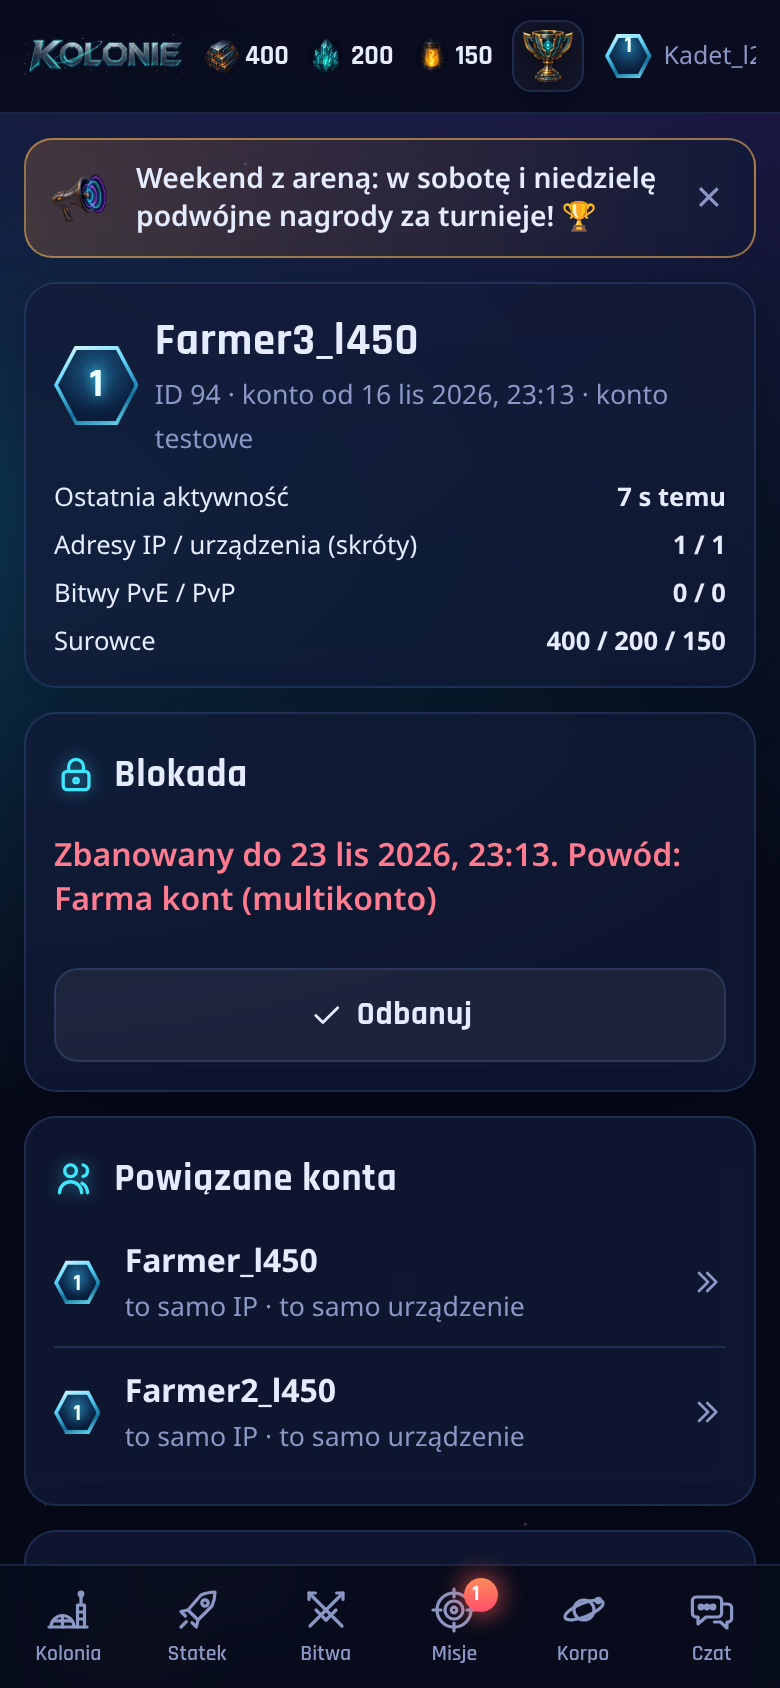 KOLONIE 400 200 150 1 Kadet_l2
Weekend z areną: w sobotę i niedzielę
podwójne nagrody za turnieje! 🏆
Farmer3_l450
1
ID 94 · konto od 16 lis 2026, 23:13 · konto
testowe
Ostatnia aktywność 7 s temu
Adresy IP / urządzenia (skróty) 1 / 1
Bitwy PvE / PvP 0 / 0
Surowce 400 / 200 / 150
Blokada
Zbanowany do 23 lis 2026, 23:13. Powód:
Farma kont (multikonto)
Odbanuj
Powiązane konta
1 Farmer_l450
to samo IP · to samo urządzenie
1 Farmer2_l450
to samo IP · to samo urządzenie
1
Kolonia Statek Bitwa Misje Korpo Czat